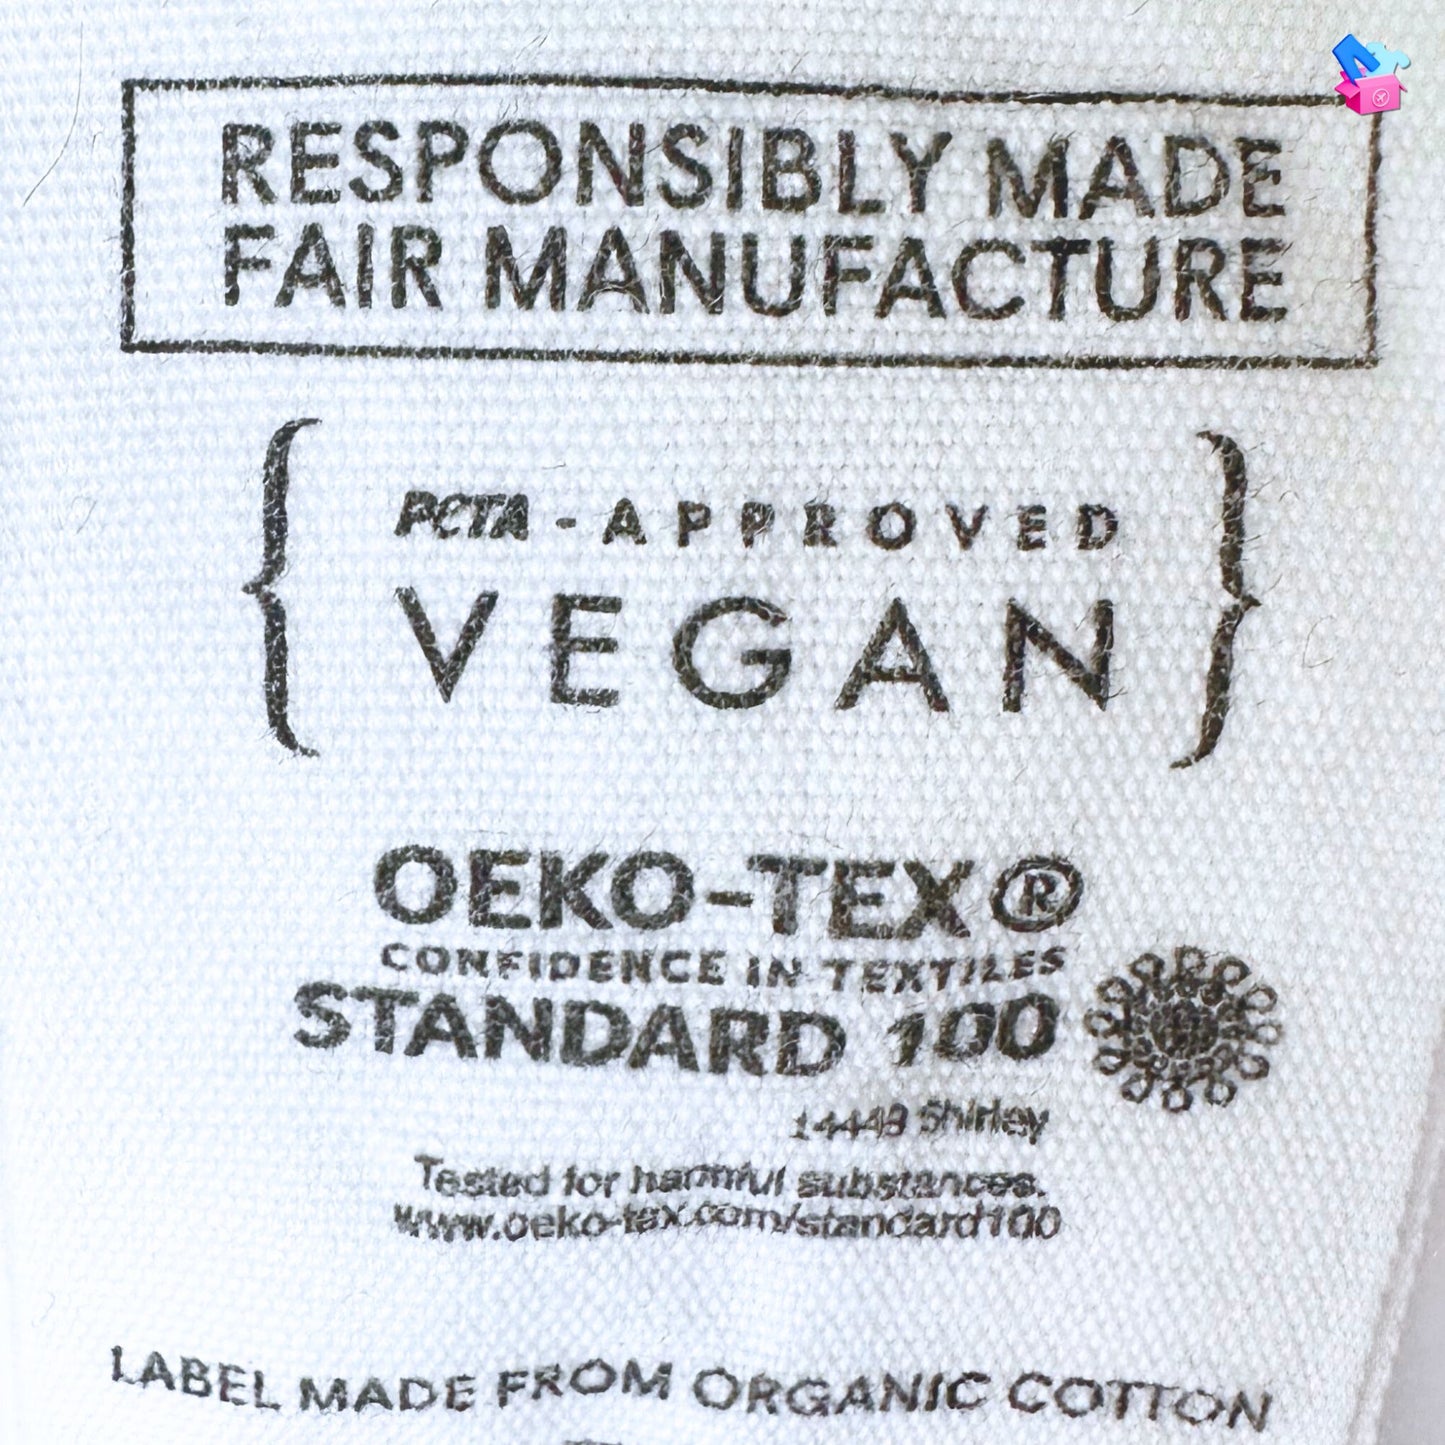 RESPONSIBLY MADE
FAIR MANUFACTURE
PETA - APPROVED
VEGAN
OEKO-TEX®
CONFIDENCE IN TEXTILES
STANDARD 100
14449 Shirley
Tested for harmful substances.
www.oeko-tex.com/standard100
LABEL MADE FROM ORGANIC COTTON